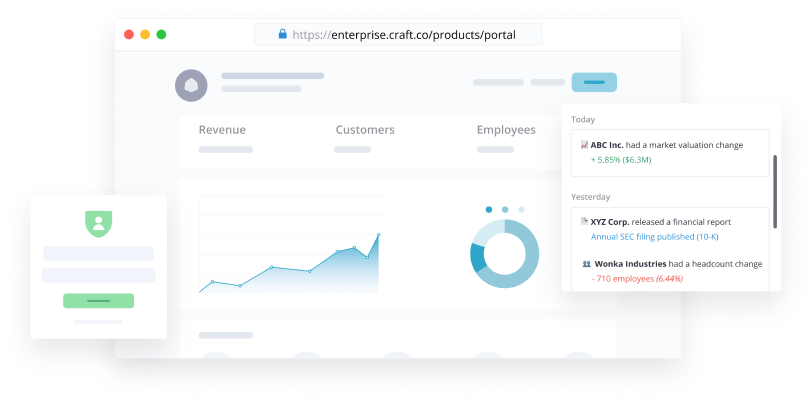 https://enterprise.craft.co/products/portal
Revenue
Customers
Employees
Today
ABC Inc. had a market valuation change
+ 5.85% ($6.3M)
Yesterday
XYZ Corp. released a financial report
Annual SEC filing published (10-K)
Wonka Industries had a headcount change
- 710 employees (6.44%)